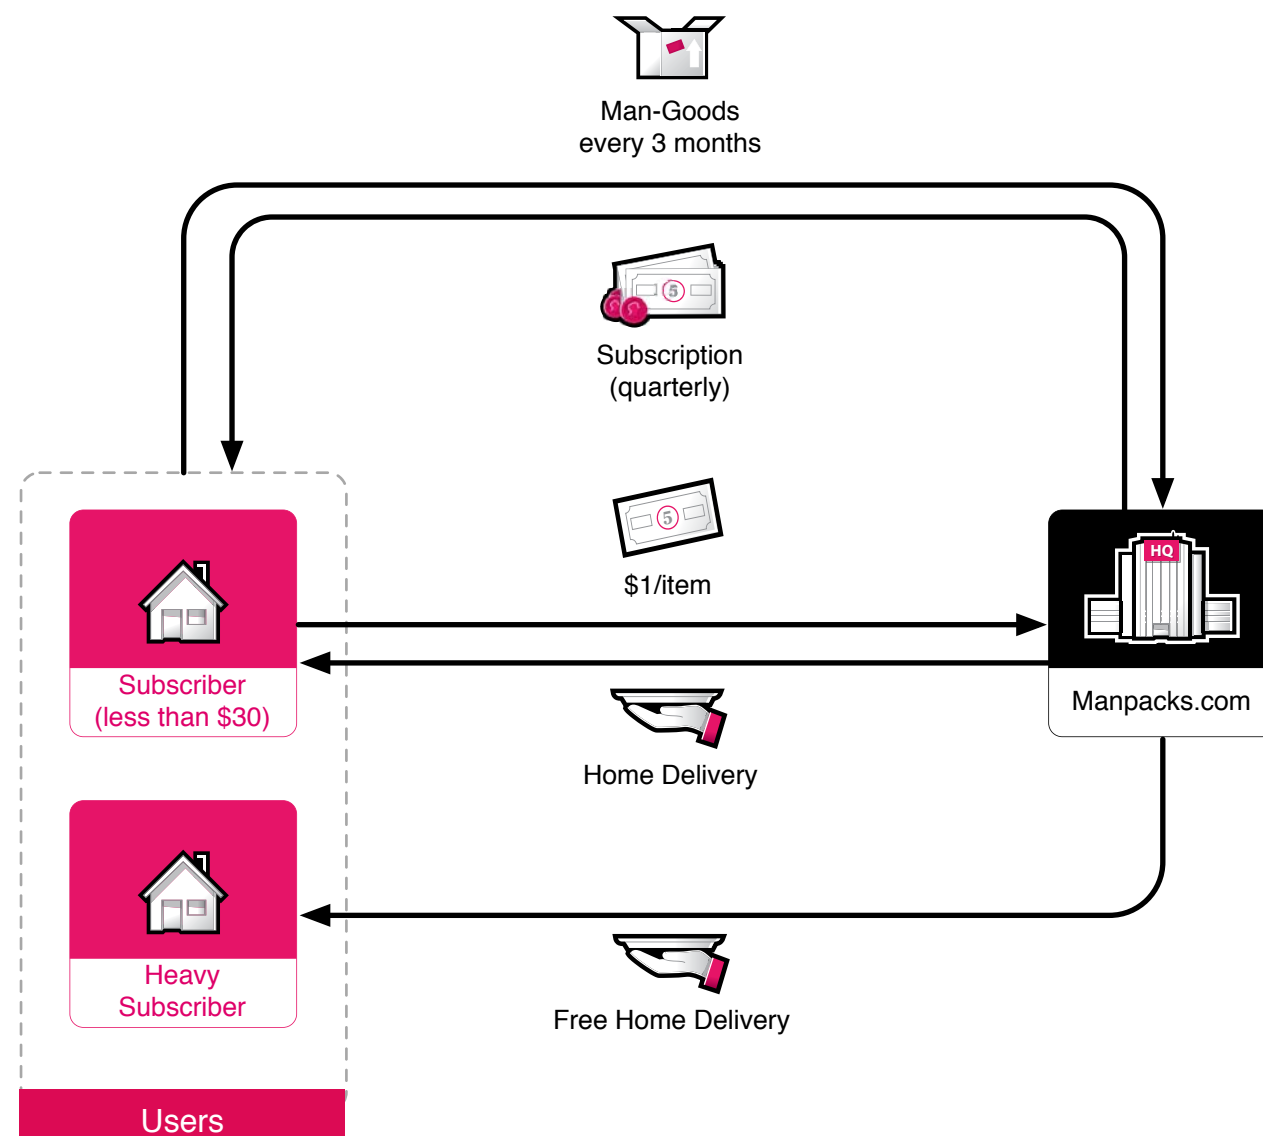 Man-Goods
every 3 months
5
Subscription
(quarterly)
5
$1/item
HQ
Subscriber
(less than $30)
Manpacks.com
Home Delivery
Heavy
Subscriber
Free Home Delivery
Users